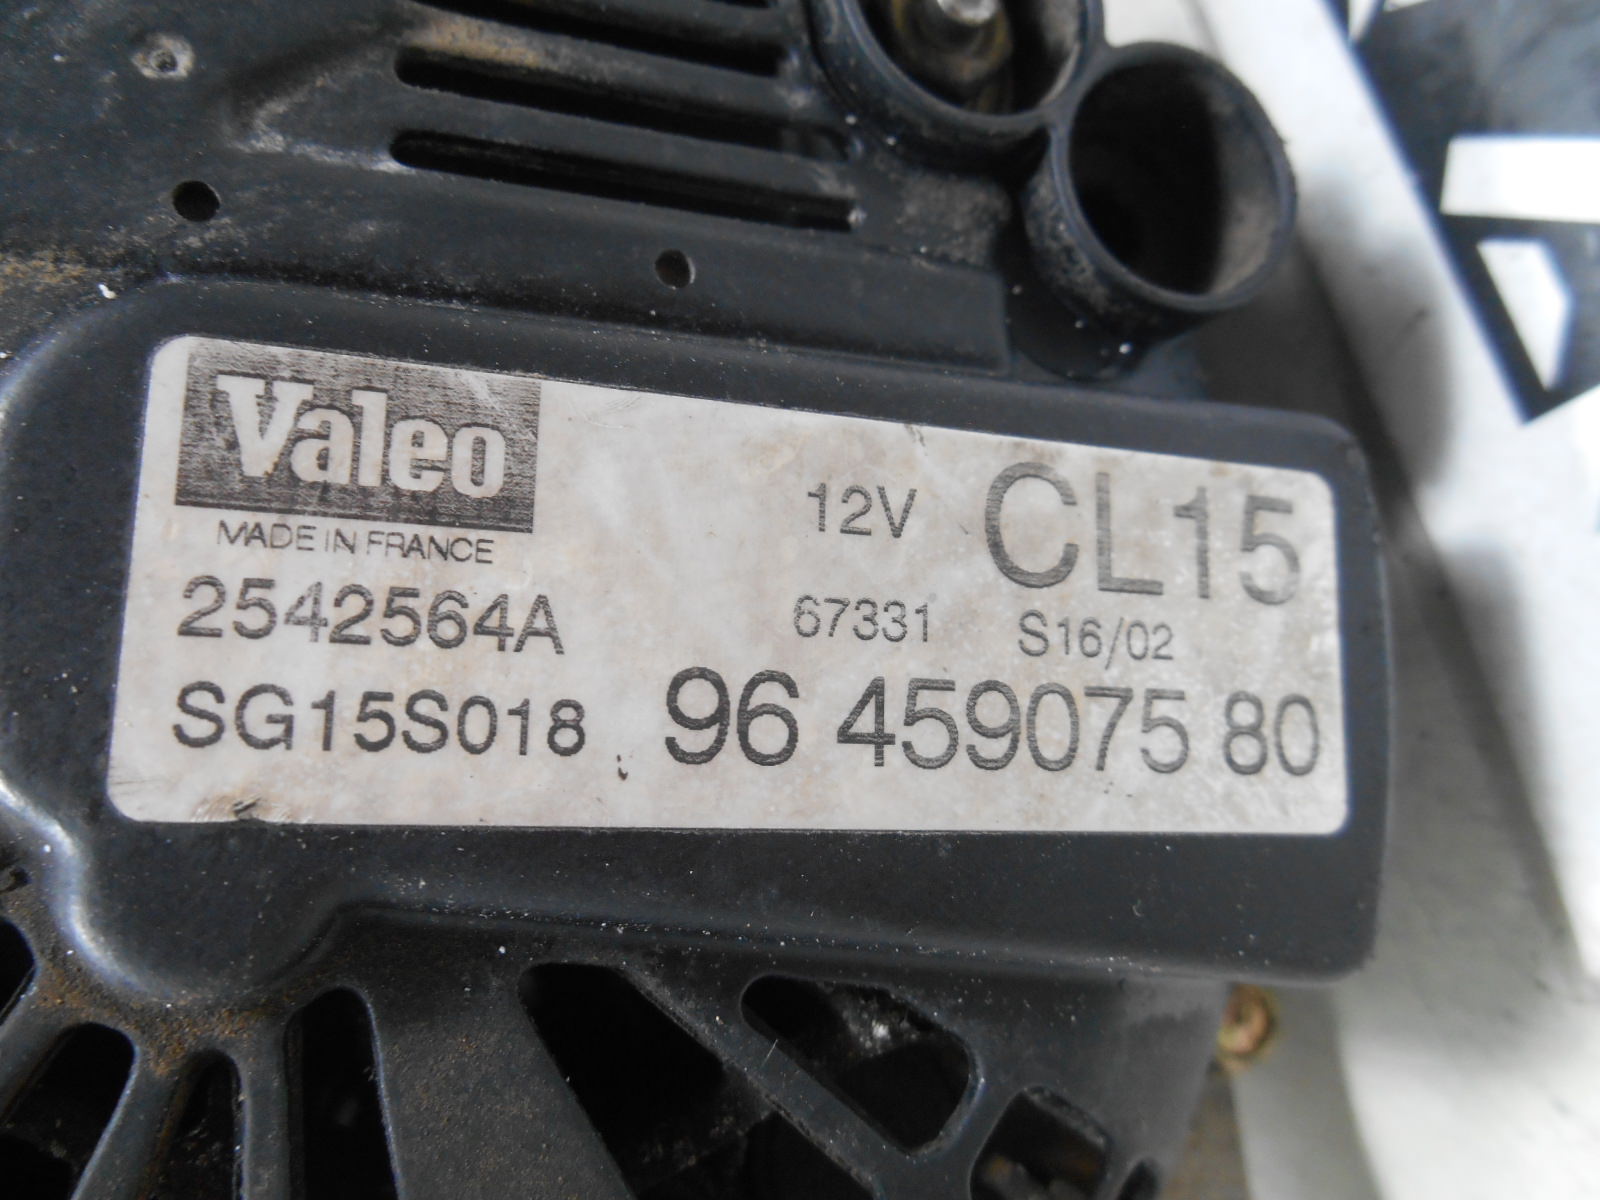 Valeo
MADE IN FRANCE
12V CL15
2542564A 67331 S16/02
SG15S018 96 459075 80